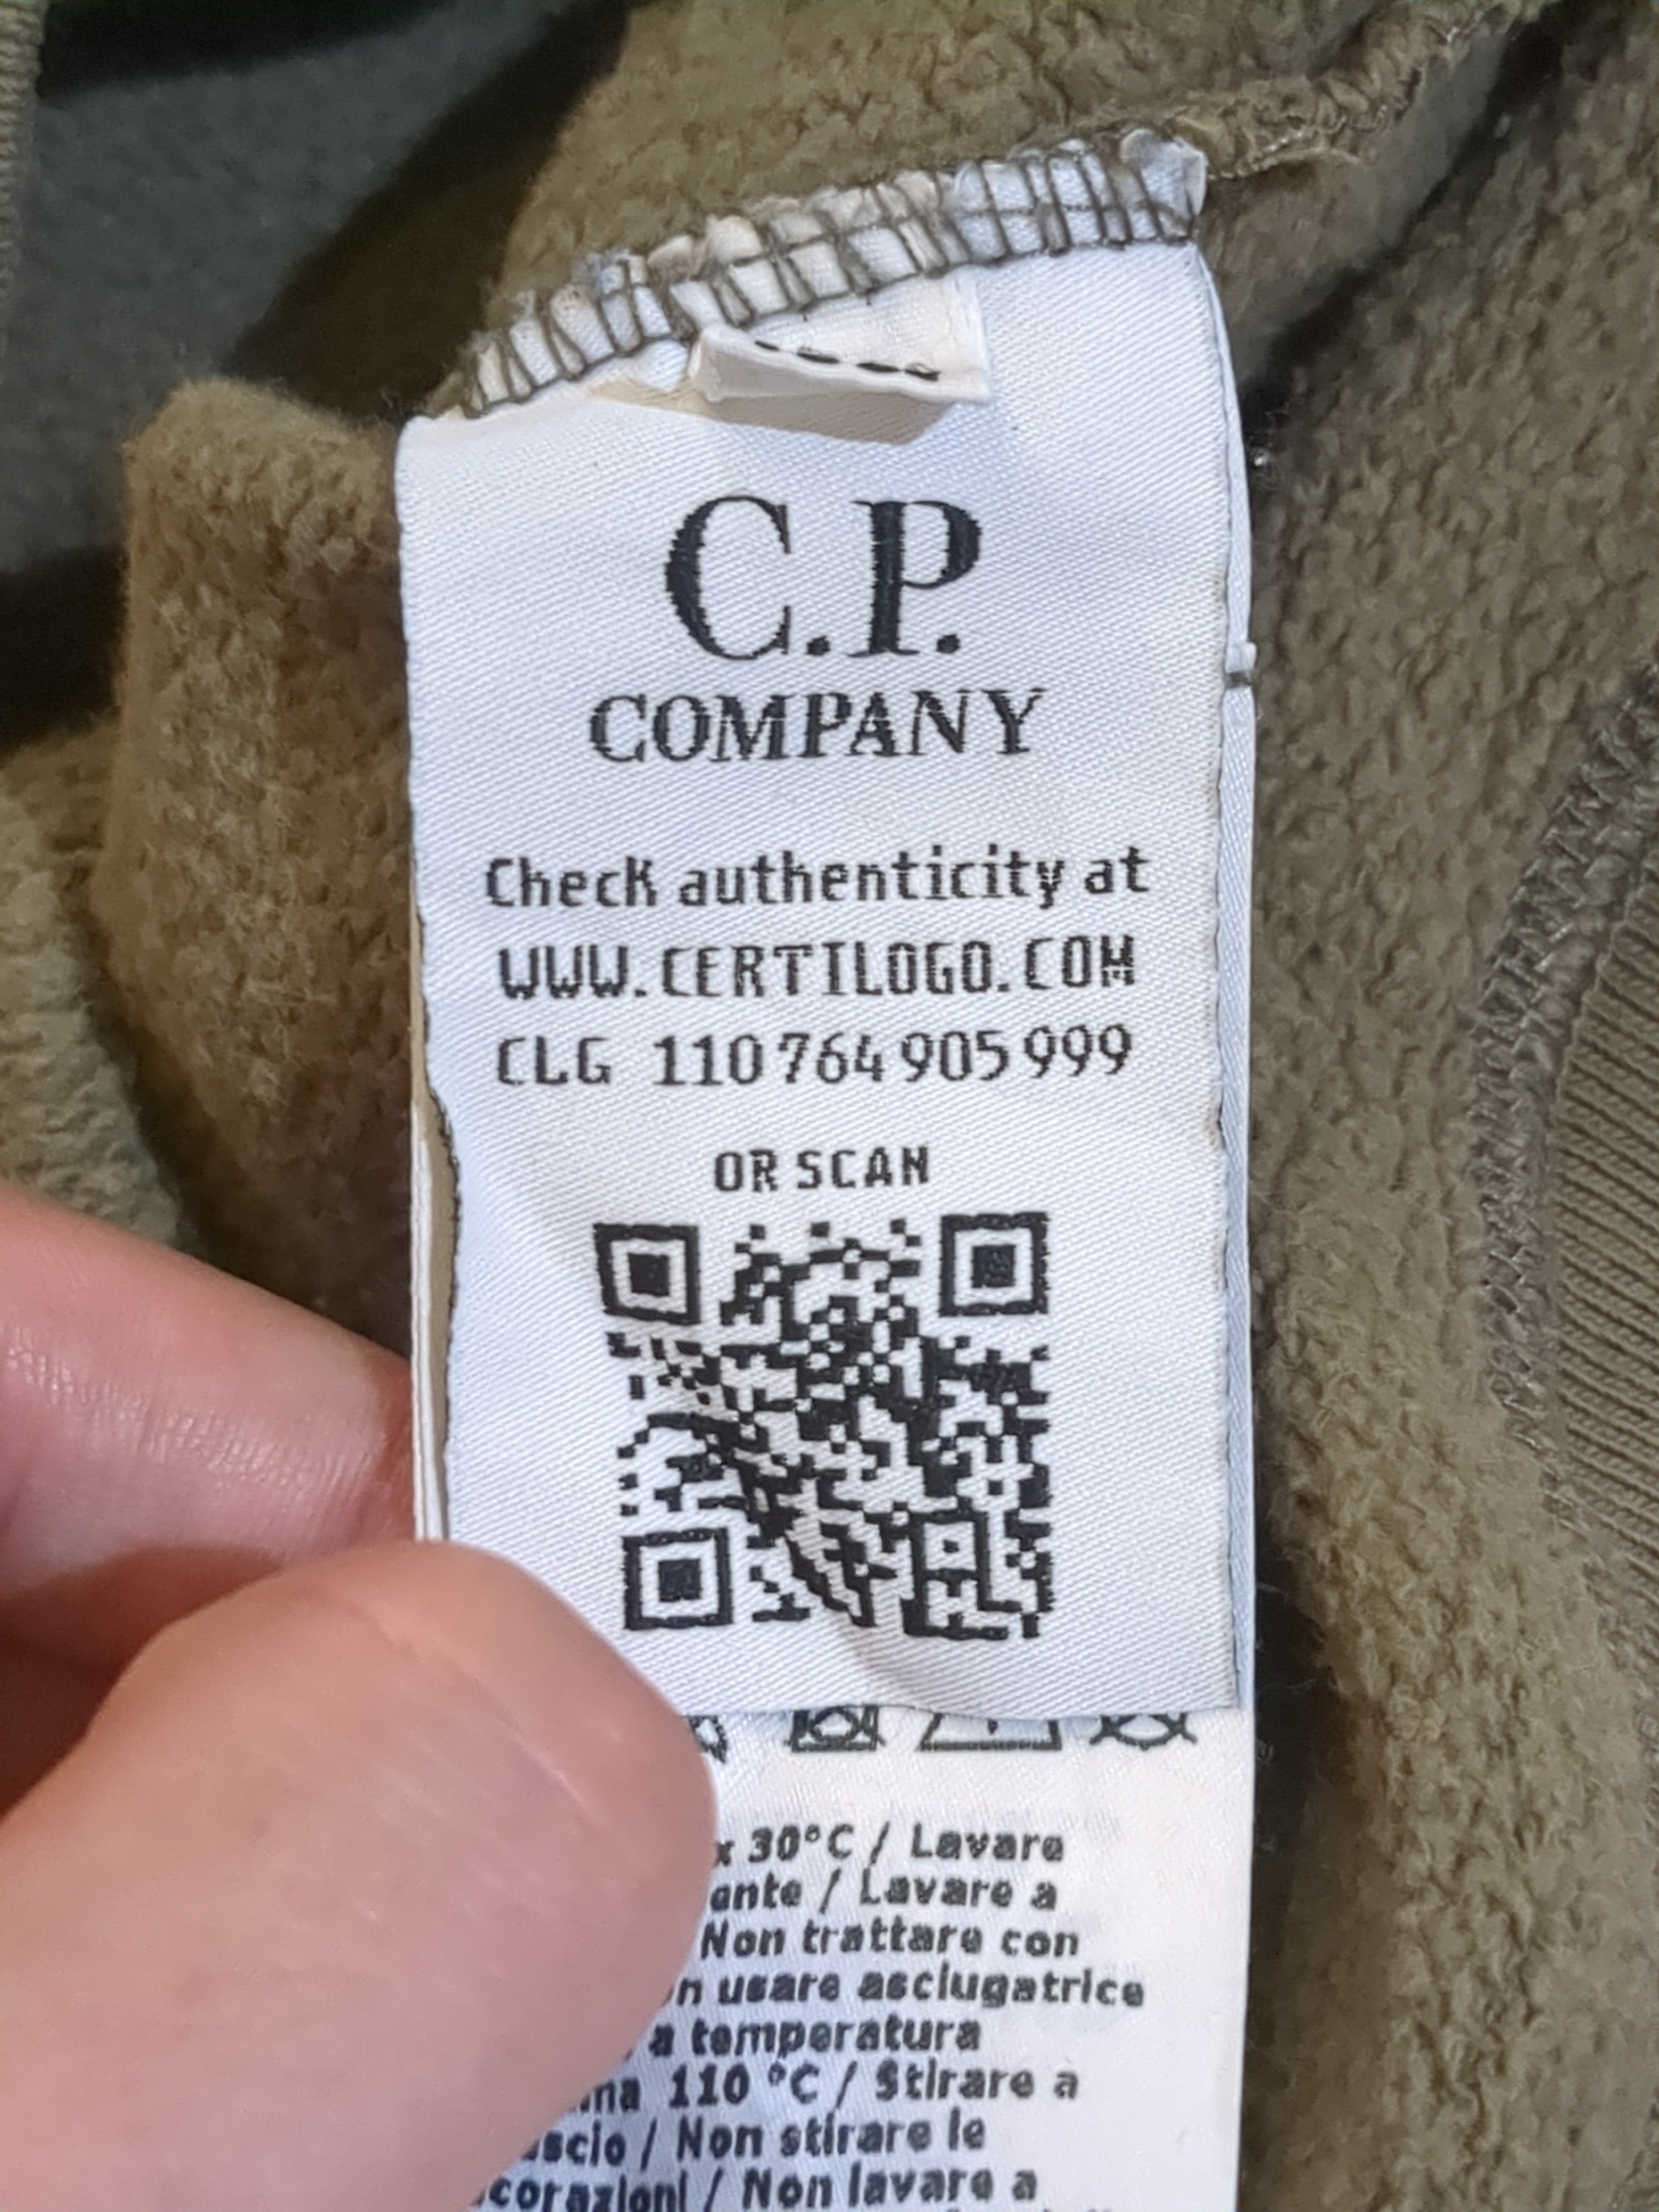 C.P.
COMPANY
Check authenticity at
WWW.CERTILOGO.COM
CLG 110 764 905 999
OR SCAN
30°C / Lavare
/ Lavare a
Non trattare con
usare asciugatrice
a temperatura
110 °C / Stirare a
/ Non stirare le
/ Non lavare a